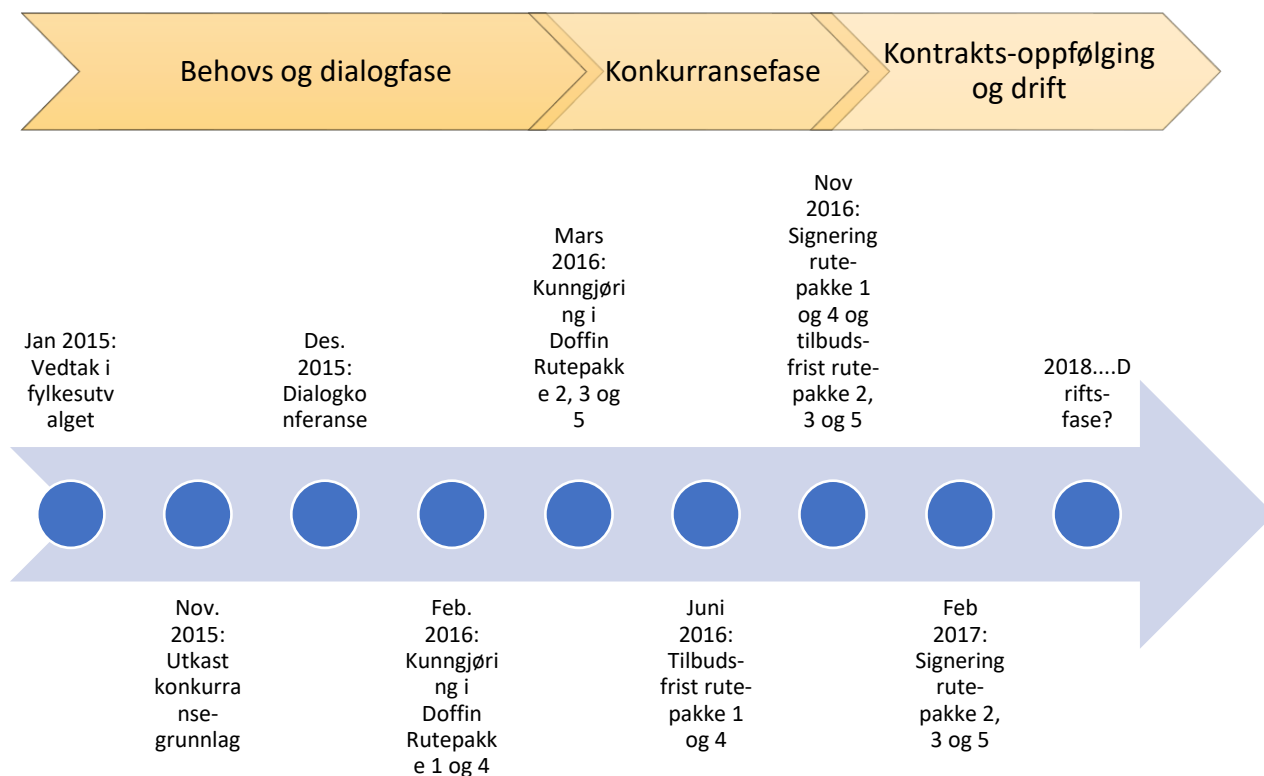 Behovs og dialogfase
Konkurransefase
Kontrakts-oppfølging
og drift
Jan 2015:
Vedtak i
fylkesutv
alget
Nov.
2015:
Utkast
konkurra
nse-
grunnlag
Des.
2015:
Dialogko
nferanse
Feb.
2016:
Kunngjøri
ng i
Doffin
Rutepakk
e 1 og 4
Mars
2016:
Kunngjøri
ng i
Doffin
Rutepakk
e 2, 3 og
5
Juni
2016:
Tilbuds-
frist rute-
pakke 1
og 4
Nov
2016:
Signering
rute-
pakke 1
og 4 og
tilbuds-
frist rute-
pakke 2,
3 og 5
Feb
2017:
Signering
rute-
pakke 2,
3 og 5
2018....D
rifts-
fase?